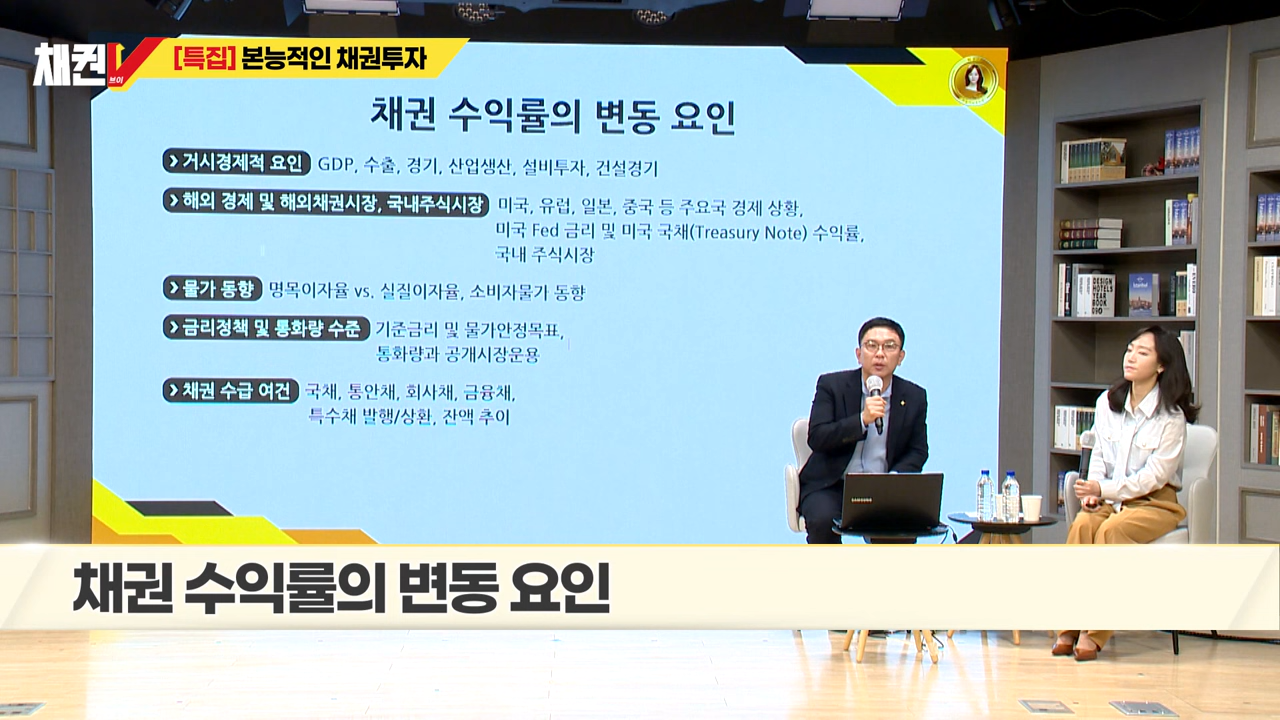 채권V
브이
[특집] 본능적인 채권투자
채권 수익률의 변동 요인
거시경제적 요인 GDP, 수출, 경기, 산업생산, 설비투자, 건설경기
해외 경제 및 해외채권시장, 국내주식시장 미국, 유럽, 일본, 중국 등 주요국 경제 상황,
미국 Fed 금리 및 미국 국채(Treasury Note) 수익률,
국내 주식시장
물가 동향 명목이자율 vs. 실질이자율, 소비자물가 동향
금리정책 및 통화량 수준 기준금리 및 물가안정목표,
통화량과 공개시장운용
채권 수급 여건 국채, 통안채, 회사채, 금융채,
특수채 발행/상환, 잔액 추이
DESIGN
HOTELS
YEAR
BOOK
SAMSUNG
채권 수익률의 변동 요인